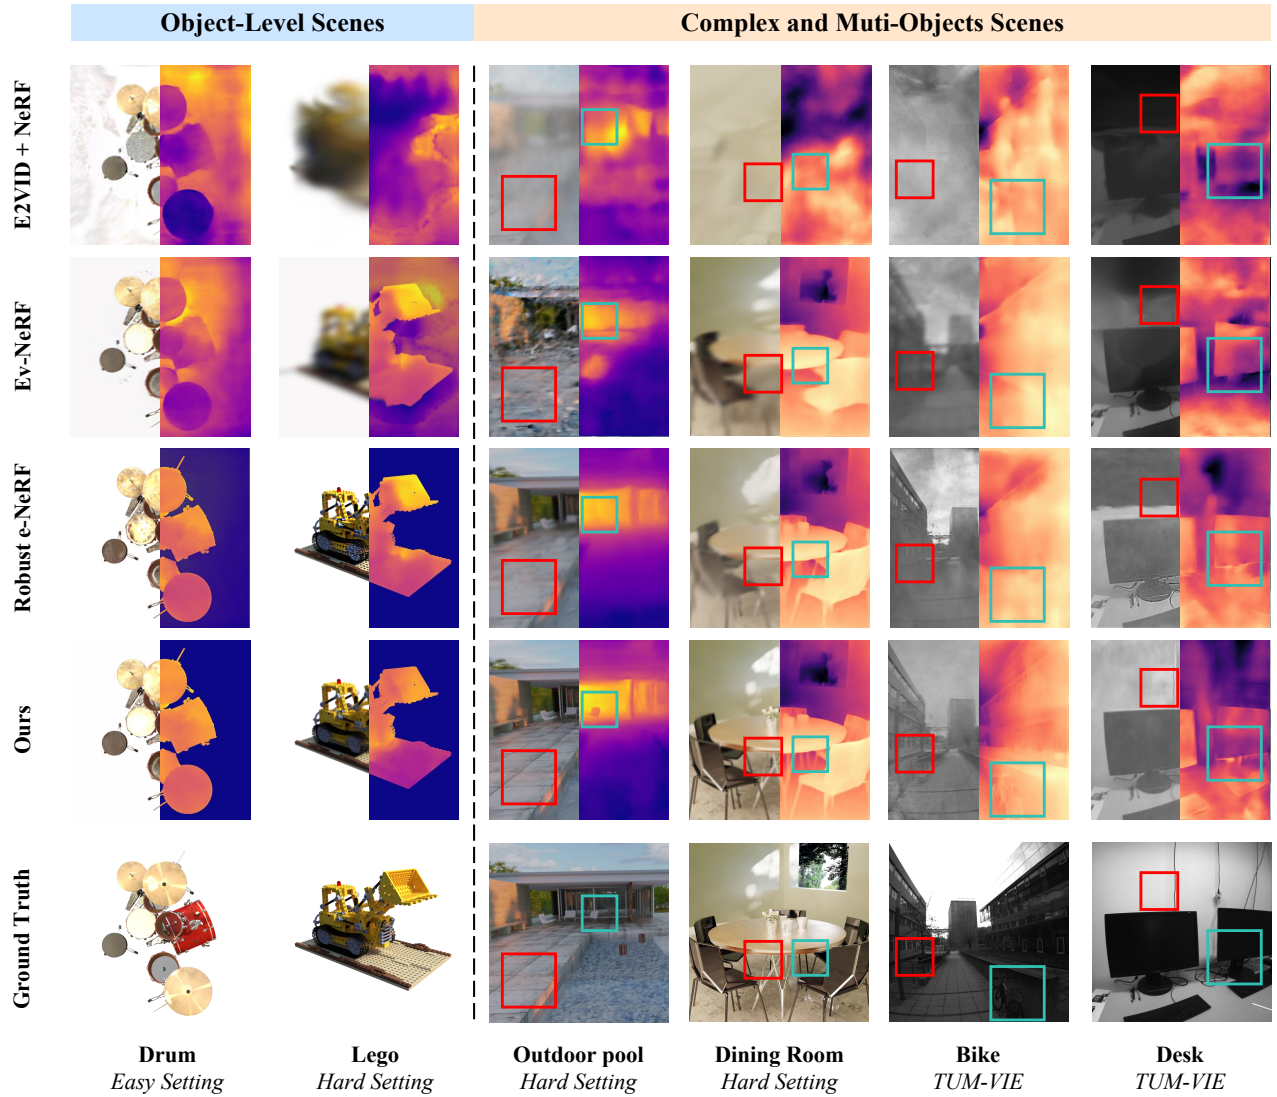 Object-Level Scenes
Complex and Muti-Objects Scenes
E2VID + NeRF
Ev-NeRF
Robust e-NeRF
Ours
Ground Truth
Drum
Easy Setting
Lego
Hard Setting
Outdoor pool
Hard Setting
Dining Room
Hard Setting
Bike
TUM-VIE
Desk
TUM-VIE